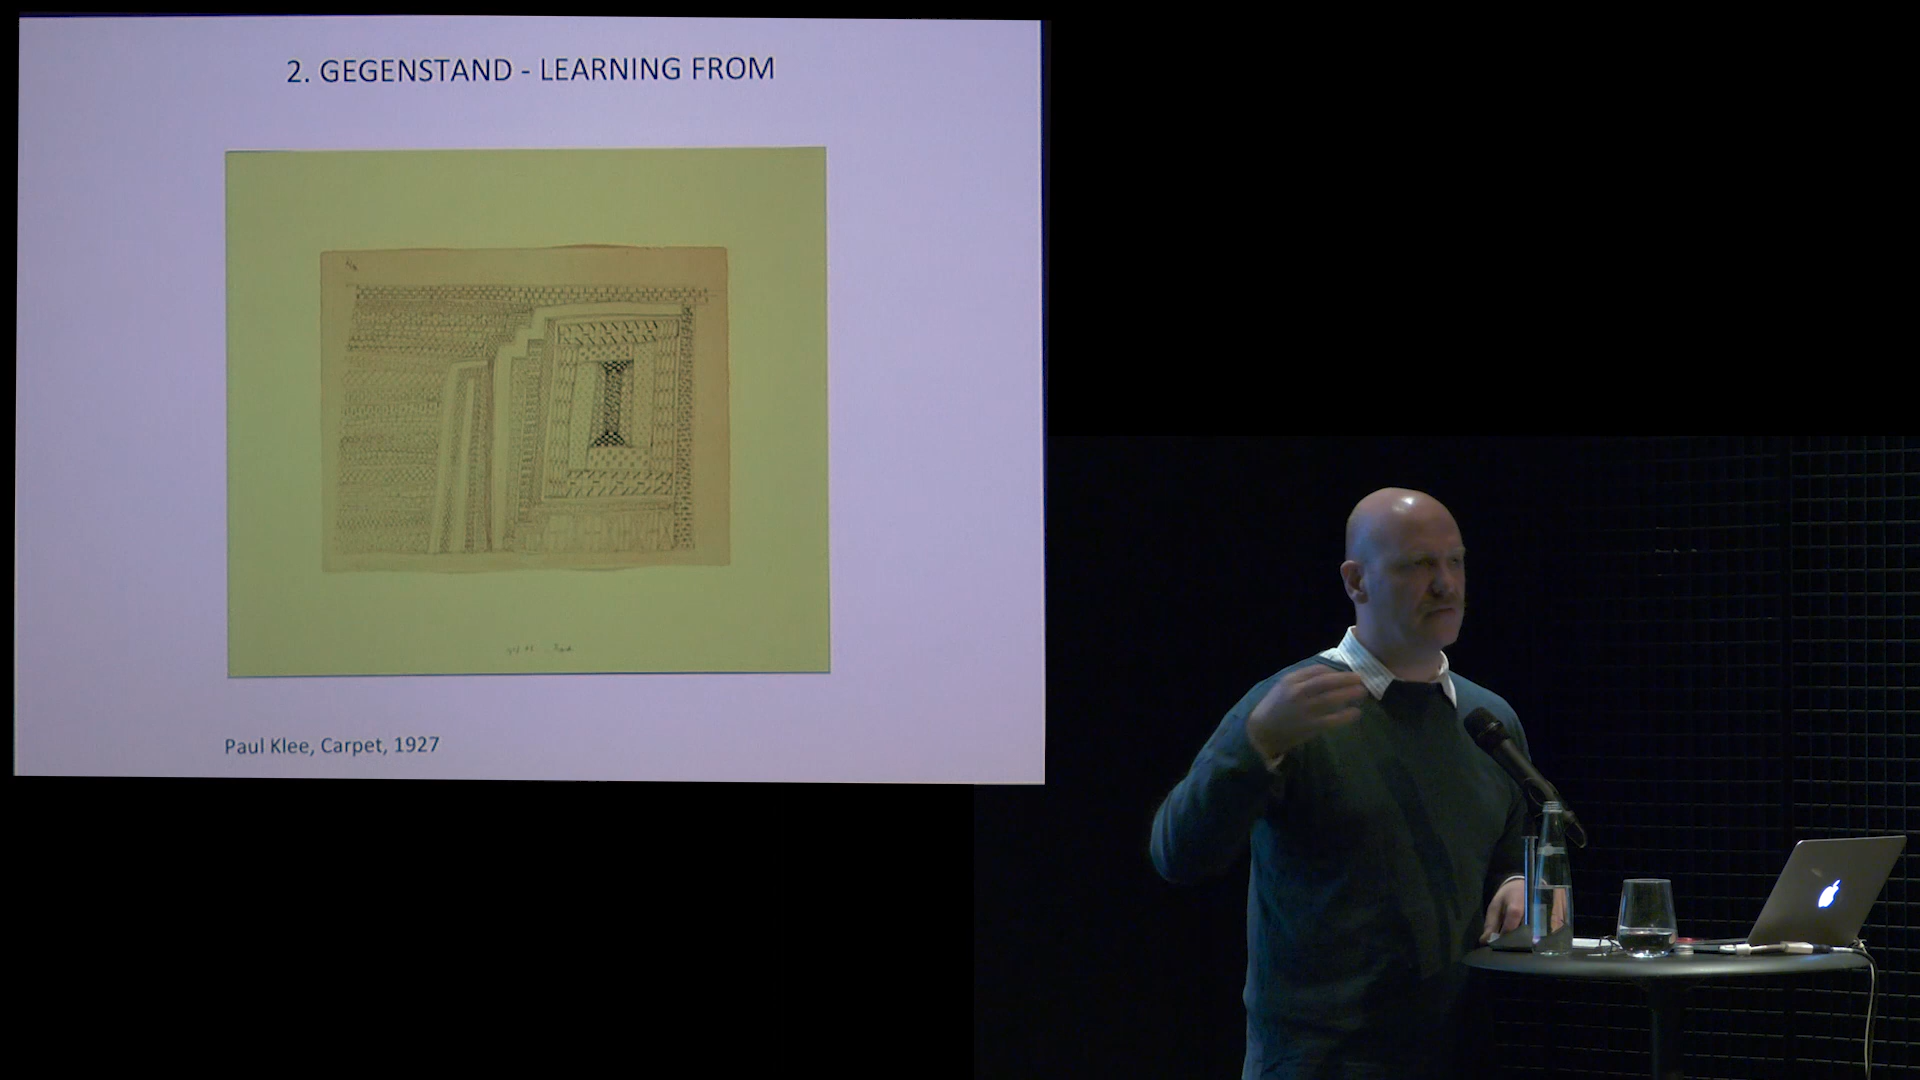 2. GEGENSTAND - LEARNING FROM
Paul Klee, Carpet, 1927